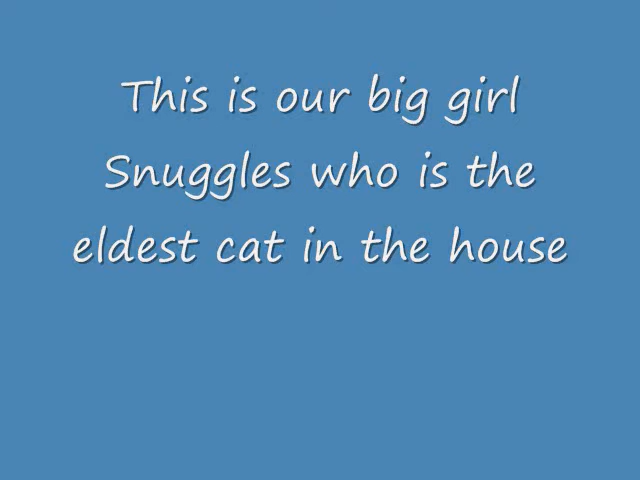 This is our big girl
Snuggles who is the
eldest cat in the house